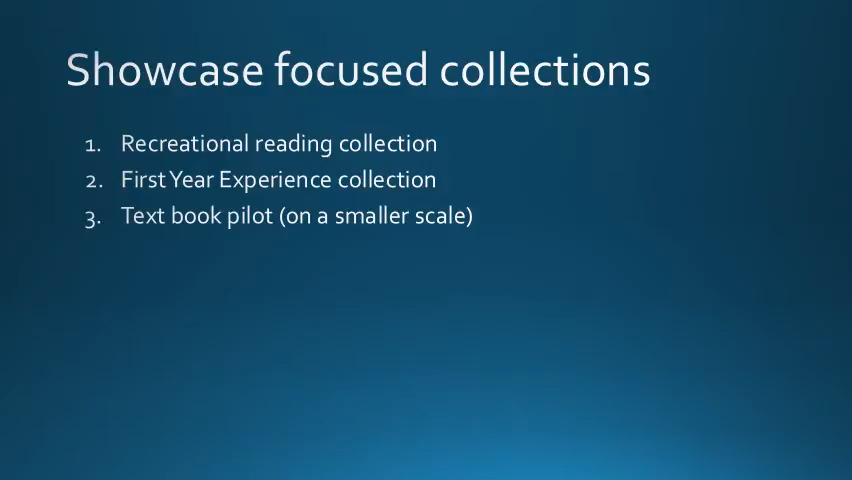 Showcase focused collections
1. Recreational reading collection
2. First Year Experience collection
3. Text book pilot (on a smaller scale)